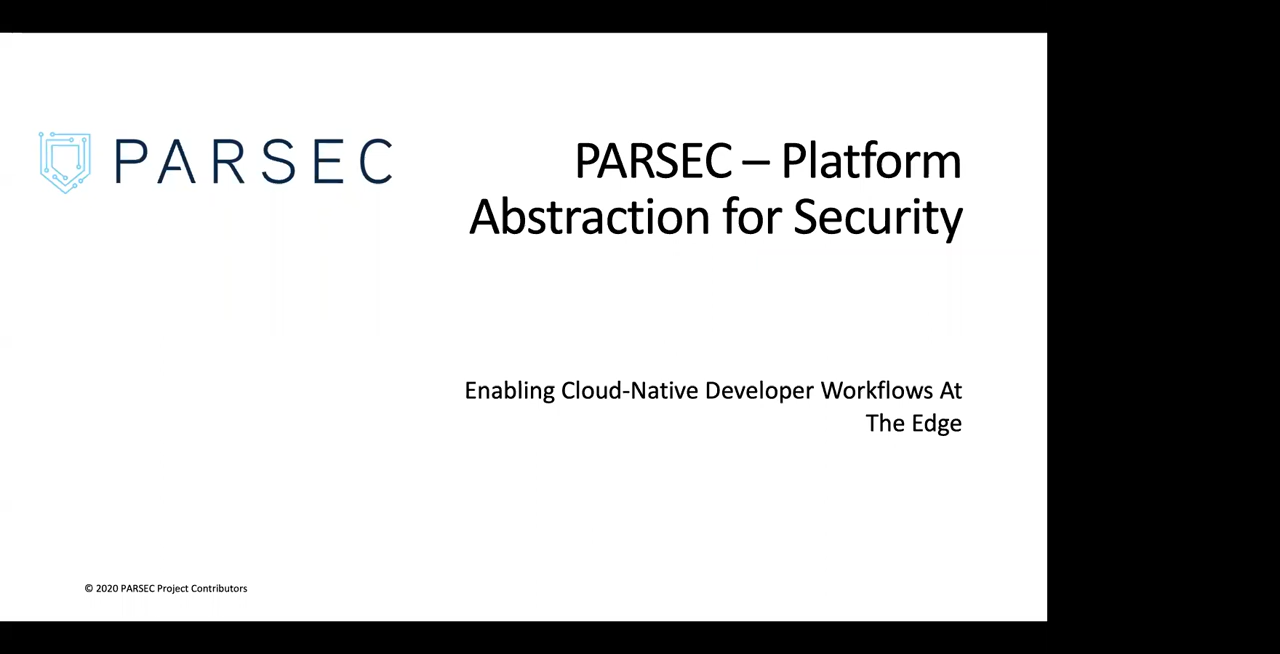 PARSEC
PARSEC – Platform
Abstraction for Security
Enabling Cloud-Native Developer Workflows At
The Edge
© 2020 PARSEC Project Contributors